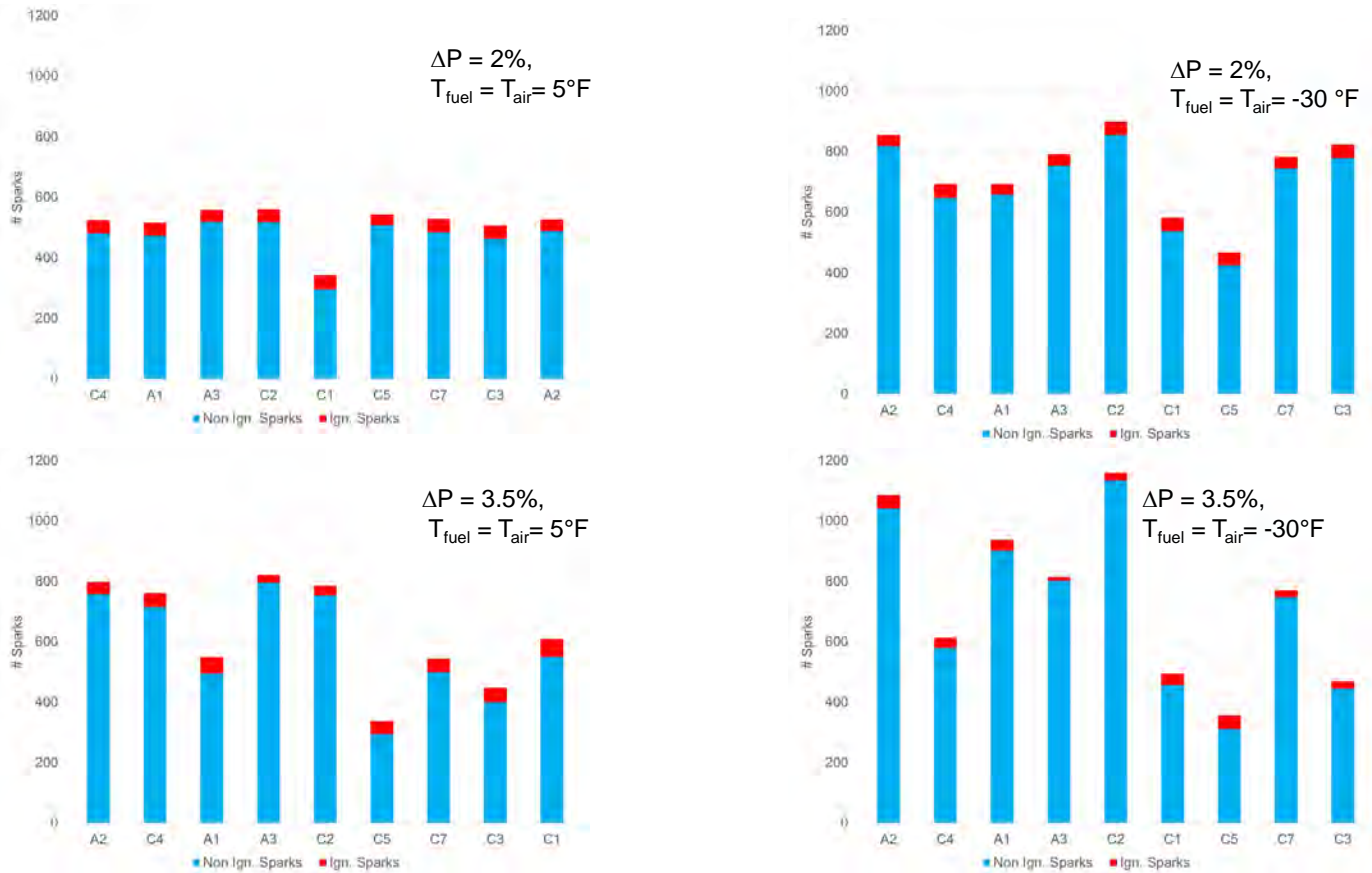 1200
1000
800
600
400
200
0
# Sparks
ΔP = 2%,
T_fuel = T_air= 5°F
C4 A1 A3 C2 C1 C5 C7 C3 A2
Non Ign. Sparks Ign. Sparks
1200
1000
800
600
400
200
0
# Sparks
ΔP = 2%,
T_fuel = T_air= -30 °F
A2 C4 A1 A3 C2 C1 C5 C7 C3
Non Ign. Sparks Ign. Sparks
1200
1000
800
600
400
200
0
# Sparks
ΔP = 3.5%,
T_fuel = T_air= 5°F
A2 C4 A1 A3 C2 C5 C7 C3 C1
Non Ign. Sparks Ign. Sparks
1200
1000
800
600
400
200
0
# Sparks
ΔP = 3.5%,
T_fuel = T_air= -30°F
A2 C4 A1 A3 C2 C1 C5 C7 C3
Non Ign. Sparks Ign. Sparks